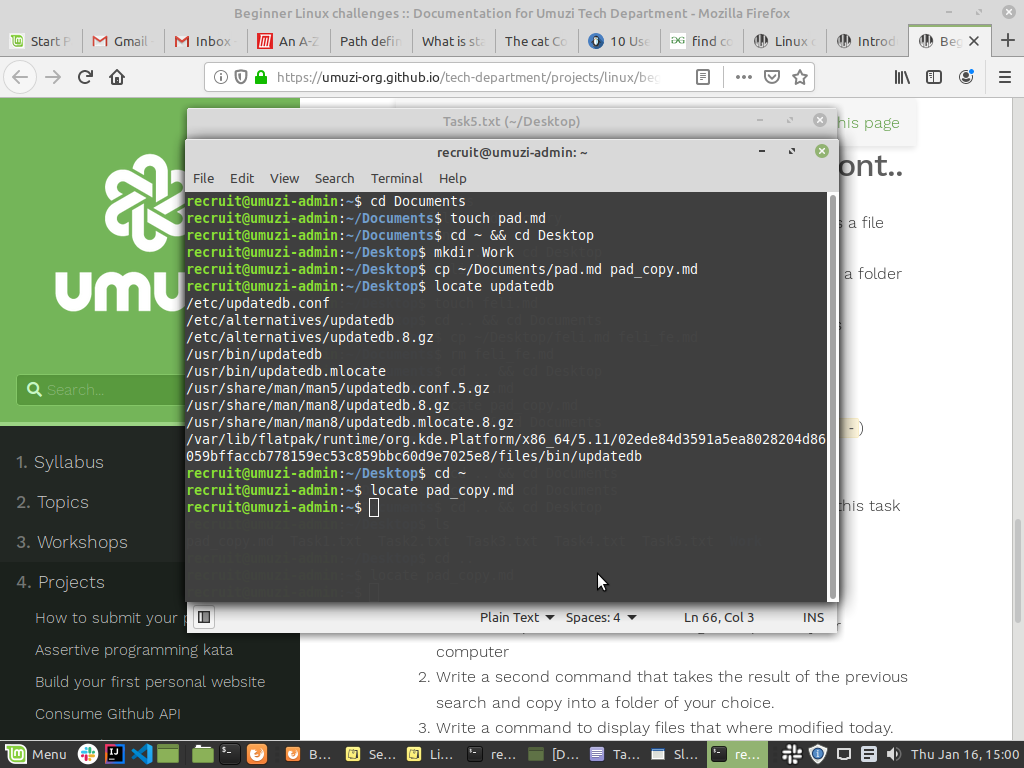 Beginner Linux challenges :: Documentation for Umuzi Tech Department - Mozilla Firefox
Start P
Gmail
Inbox
An A-Z
Path defin
What is sta
The cat Co
10 Use
find co
Linux c
Introd
Beg
https://umuzi-org.github.io/tech-department/projects/linux/beg
his page
Task5.txt (~/Desktop)
recruit@umuzi-admin: ~
ont..
File Edit View Search Terminal Help
recruit@umuzi-admin:~$ cd Documents
recruit@umuzi-admin:~/Documents$ touch pad.md
s a file
recruit@umuzi-admin:~/Documents$ cd ~ && cd Desktop
recruit@umuzi-admin:~/Desktop$ mkdir Work
recruit@umuzi-admin:~/Desktop$ cp ~/Documents/pad.md pad_copy.md
a folder
recruit@umuzi-admin:~/Desktop$ locate updatedb
/etc/updatedb.conf
/etc/alternatives/updatedb
s
/etc/alternatives/updatedb.8.gz
/usr/bin/updatedb
/usr/bin/updatedb.mlocate
/usr/share/man/man5/updatedb.conf.5.gz
/usr/share/man/man8/updatedb.8.gz
/usr/share/man/man8/updatedb.mlocate.8.gz
- )
/var/lib/flatpak/runtime/org.kde.Platform/x86_64/5.11/02ede84d3591a5ea8028204d86
059bffaccb778159ec53c859bbc60d9e7025e8/files/bin/updatedb
recruit@umuzi-admin:~/Desktop$ cd ~
recruit@umuzi-admin:~$ locate pad_copy.md
recruit@umuzi-admin:~$
this task
umuz
Search...
1. Syllabus
2. Topics
3. Workshops
4. Projects
How to submit your p
Assertive programming kata
Build your first personal website
Consume Github API
Plain Text Spaces: 4 Ln 66, Col 3 INS
computer
2. Write a second command that takes the result of the previous
search and copy into a folder of your choice.
3. Write a command to display files that where modified today.
Menu
B...
Se...
Li...
re...
[D...
Ta...
Sl...
re...
Thu Jan 16, 15:00